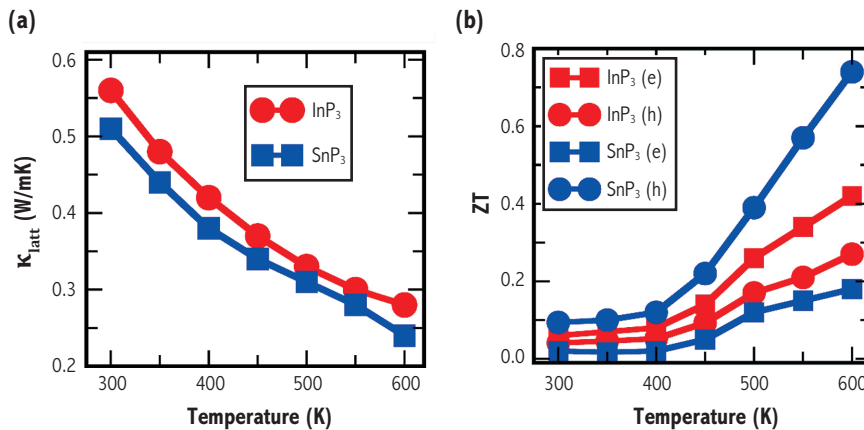 (a)
0.6
0.5
0.4
0.3
0.2
κlatt (W/mK)
InP3
SnP3
300
400
500
600
Temperature (K)
(b)
0.8
0.6
0.4
0.2
0.0
ZT
InP3 (e)
InP3 (h)
SnP3 (e)
SnP3 (h)
300
400
500
600
Temperature (K)